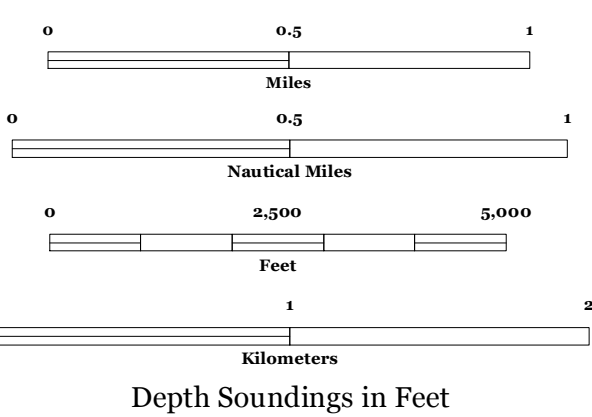 0 0.5 1
Miles
0 0.5 1
Nautical Miles
0 2,500 5,000
Feet
1 2
Kilometers
Depth Soundings in Feet